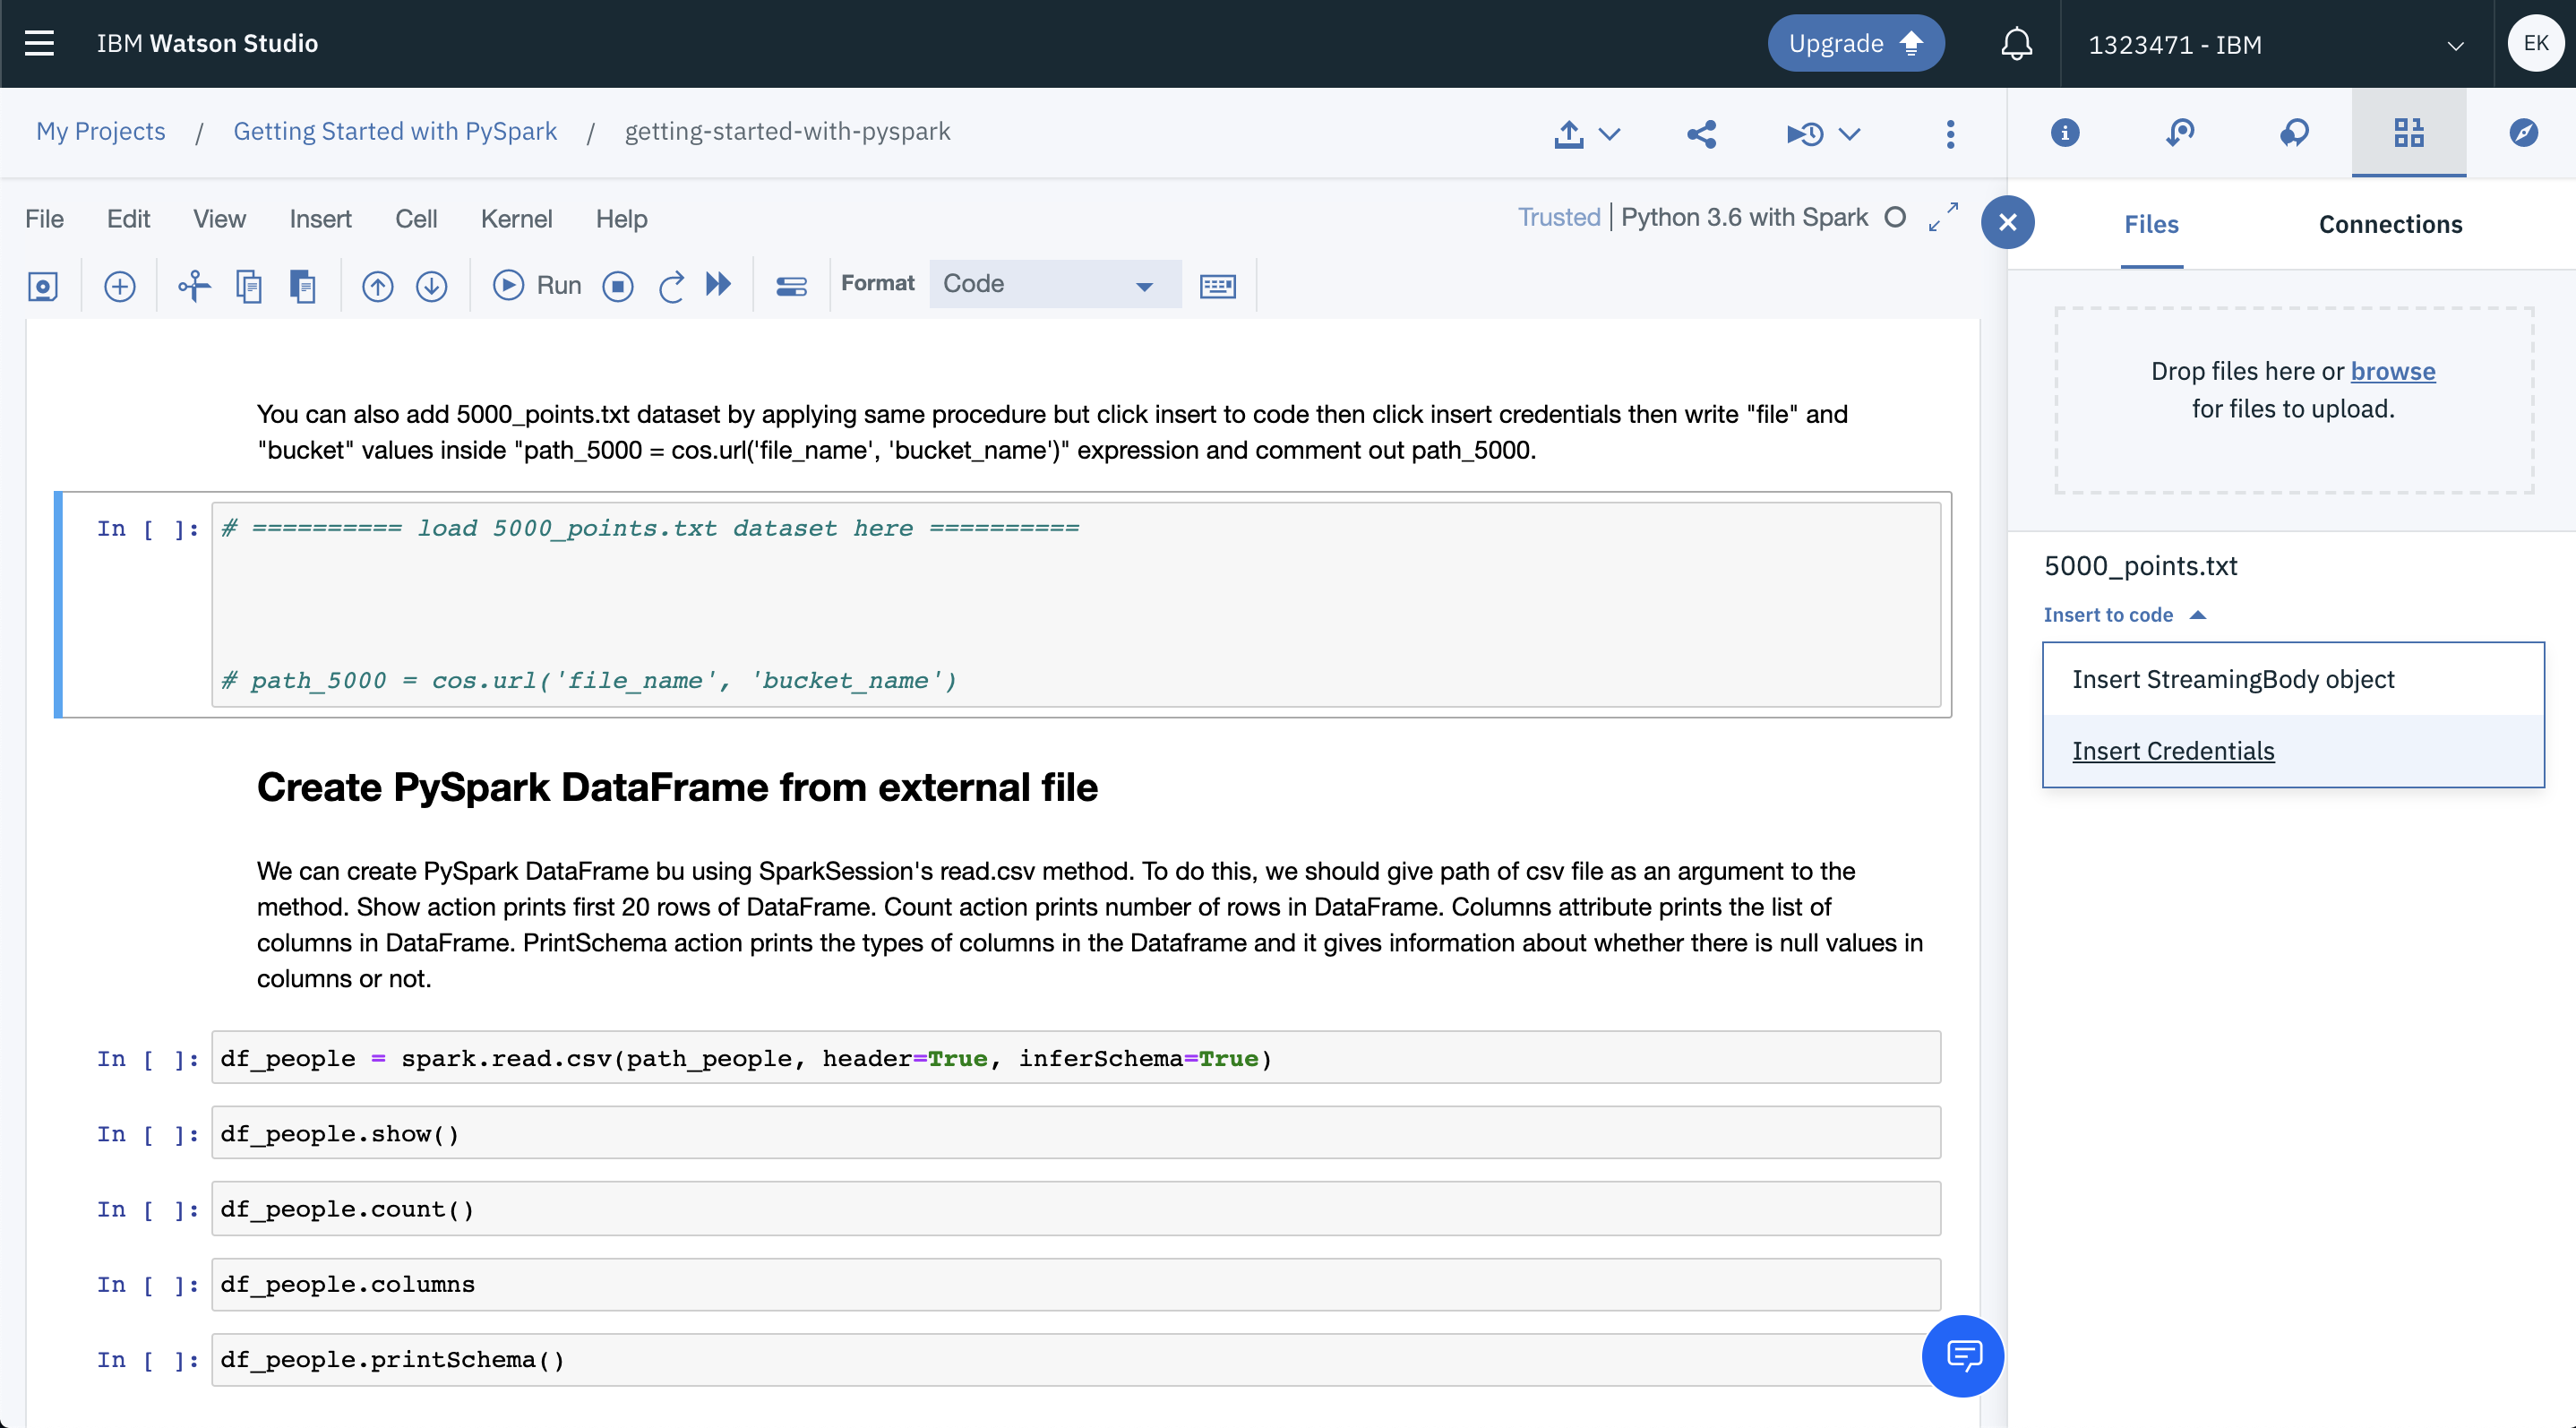 IBM Watson Studio
Upgrade
1323471 - IBM
EK
My Projects / Getting Started with PySpark / getting-started-with-pyspark
File Edit View Insert Cell Kernel Help
Trusted | Python 3.6 with Spark
Run
Format Code
You can also add 5000_points.txt dataset by applying same procedure but click insert to code then click insert credentials then write "file" and
"bucket" values inside "path_5000 = cos.url('file_name', 'bucket_name')" expression and comment out path_5000.
In [ ]: # ========== load 5000_points.txt dataset here ==========
# path_5000 = cos.url('file_name', 'bucket_name')
Create PySpark DataFrame from external file
We can create PySpark DataFrame bu using SparkSession's read.csv method. To do this, we should give path of csv file as an argument to the
method. Show action prints first 20 rows of DataFrame. Count action prints number of rows in DataFrame. Columns attribute prints the list of
columns in DataFrame. PrintSchema action prints the types of columns in the Dataframe and it gives information about whether there is null values in
columns or not.
In [ ]: df_people = spark.read.csv(path_people, header=True, inferSchema=True)
In [ ]: df_people.show()
In [ ]: df_people.count()
In [ ]: df_people.columns
In [ ]: df_people.printSchema()
Files
Connections
Drop files here or browse
for files to upload.
5000_points.txt
Insert to code
Insert StreamingBody object
Insert Credentials